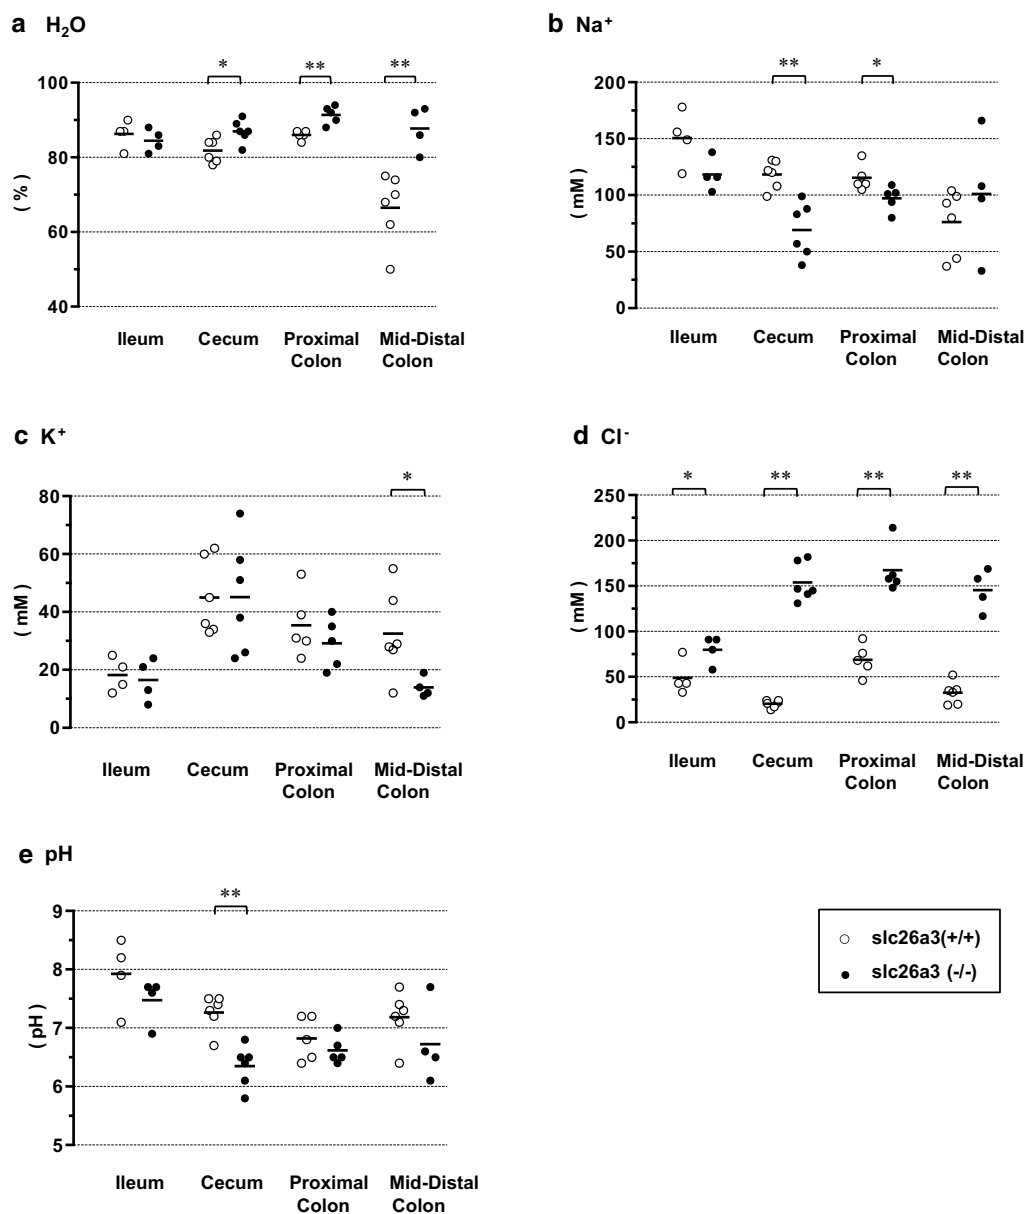 a H₂O
* ** **
100
80
60
40
( % )
Ileum Cecum Proximal Mid-Distal
Colon Colon
b Na⁺
** *
200
150
100
50
0
( mM )
Ileum Cecum Proximal Mid-Distal
Colon Colon
c K⁺
*
80
60
40
20
0
( mM )
Ileum Cecum Proximal Mid-Distal
Colon Colon
d Cl⁻
* ** ** **
250
200
150
100
50
0
( mM )
Ileum Cecum Proximal Mid-Distal
Colon Colon
e pH
**
9
8
7
6
5
( pH )
Ileum Cecum Proximal Mid-Distal
Colon Colon
○ slc26a3(+/+)
● slc26a3 (-/-)